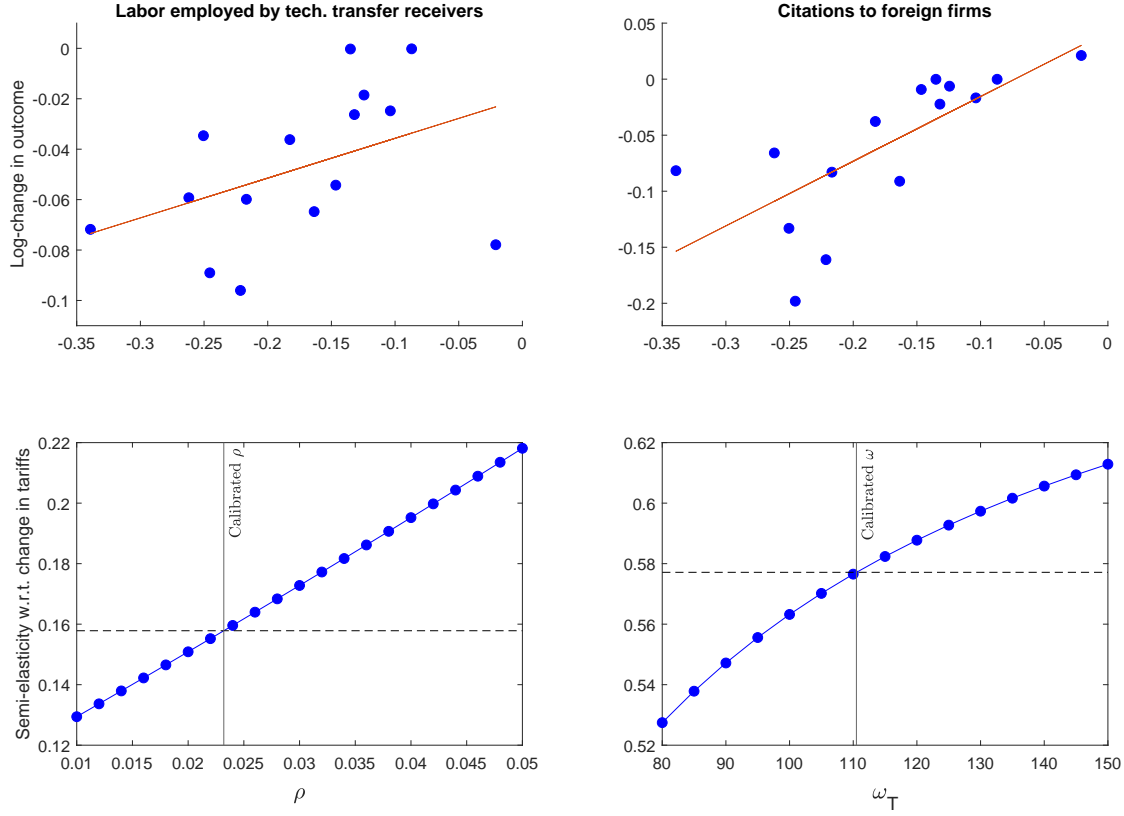 Labor employed by tech. transfer receivers
Citations to foreign firms
Log-change in outcome
0
-0.02
-0.04
-0.06
-0.08
-0.1
-0.35 -0.3 -0.25 -0.2 -0.15 -0.1 -0.05 0
0.05
0
-0.05
-0.1
-0.15
-0.2
-0.35 -0.3 -0.25 -0.2 -0.15 -0.1 -0.05 0
Semi-elasticity w.r.t. change in tariffs
0.22
0.2
0.18
0.16
0.14
0.12
Calibrated ρ
0.01 0.015 0.02 0.025 0.03 0.035 0.04 0.045 0.05
ρ
0.62
0.6
0.58
0.56
0.54
0.52
Calibrated ω
80 90 100 110 120 130 140 150
ω_T